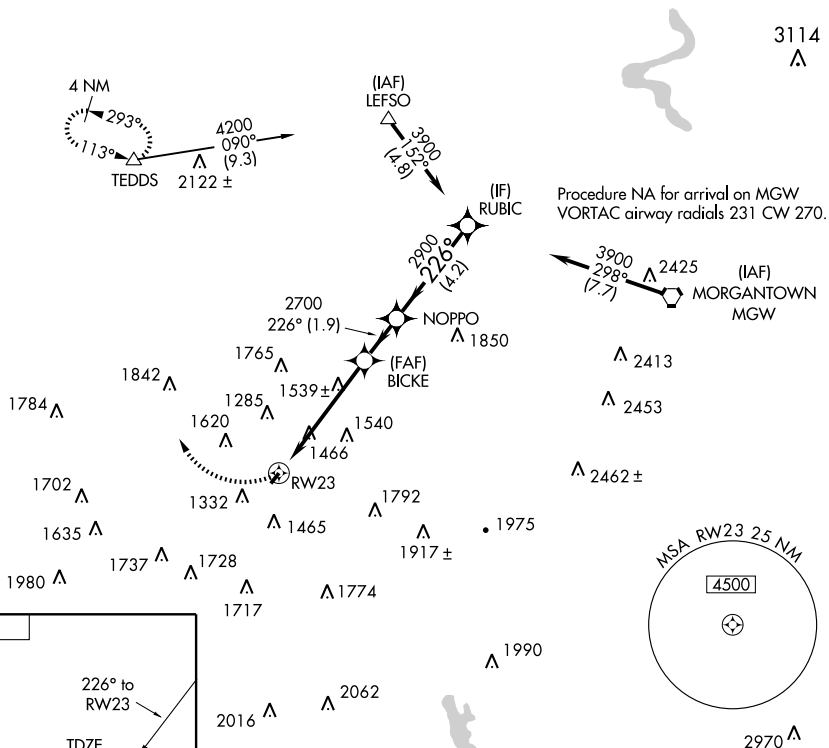 3114
4 NM
293°
113°
TEDDS
4200
090°
(9.3)
2122 ±
(IAF)
LEFSO
3900
152°
(4.8)
(IF)
RUBIC
Procedure NA for arrival on MGW
VORTAC airway radials 231 CW 270.
2900
226°
(4.2)
3900
298°
(7.7)
2425
(IAF)
MORGANTOWN
MGW
2700
226° (1.9)
NOPPO
1850
(FAF)
BICKE
1765
1842
1539 ±
2413
1784
1285
2453
1620
1540
1466
2462 ±
RW23
1702
1332
1792
1635
1465
1975
1917 ±
1737
1728
1980
1717
1774
MSA RW23 25 NM
4500
1990
226° to
RW23
2016
2062
TDZE
2970